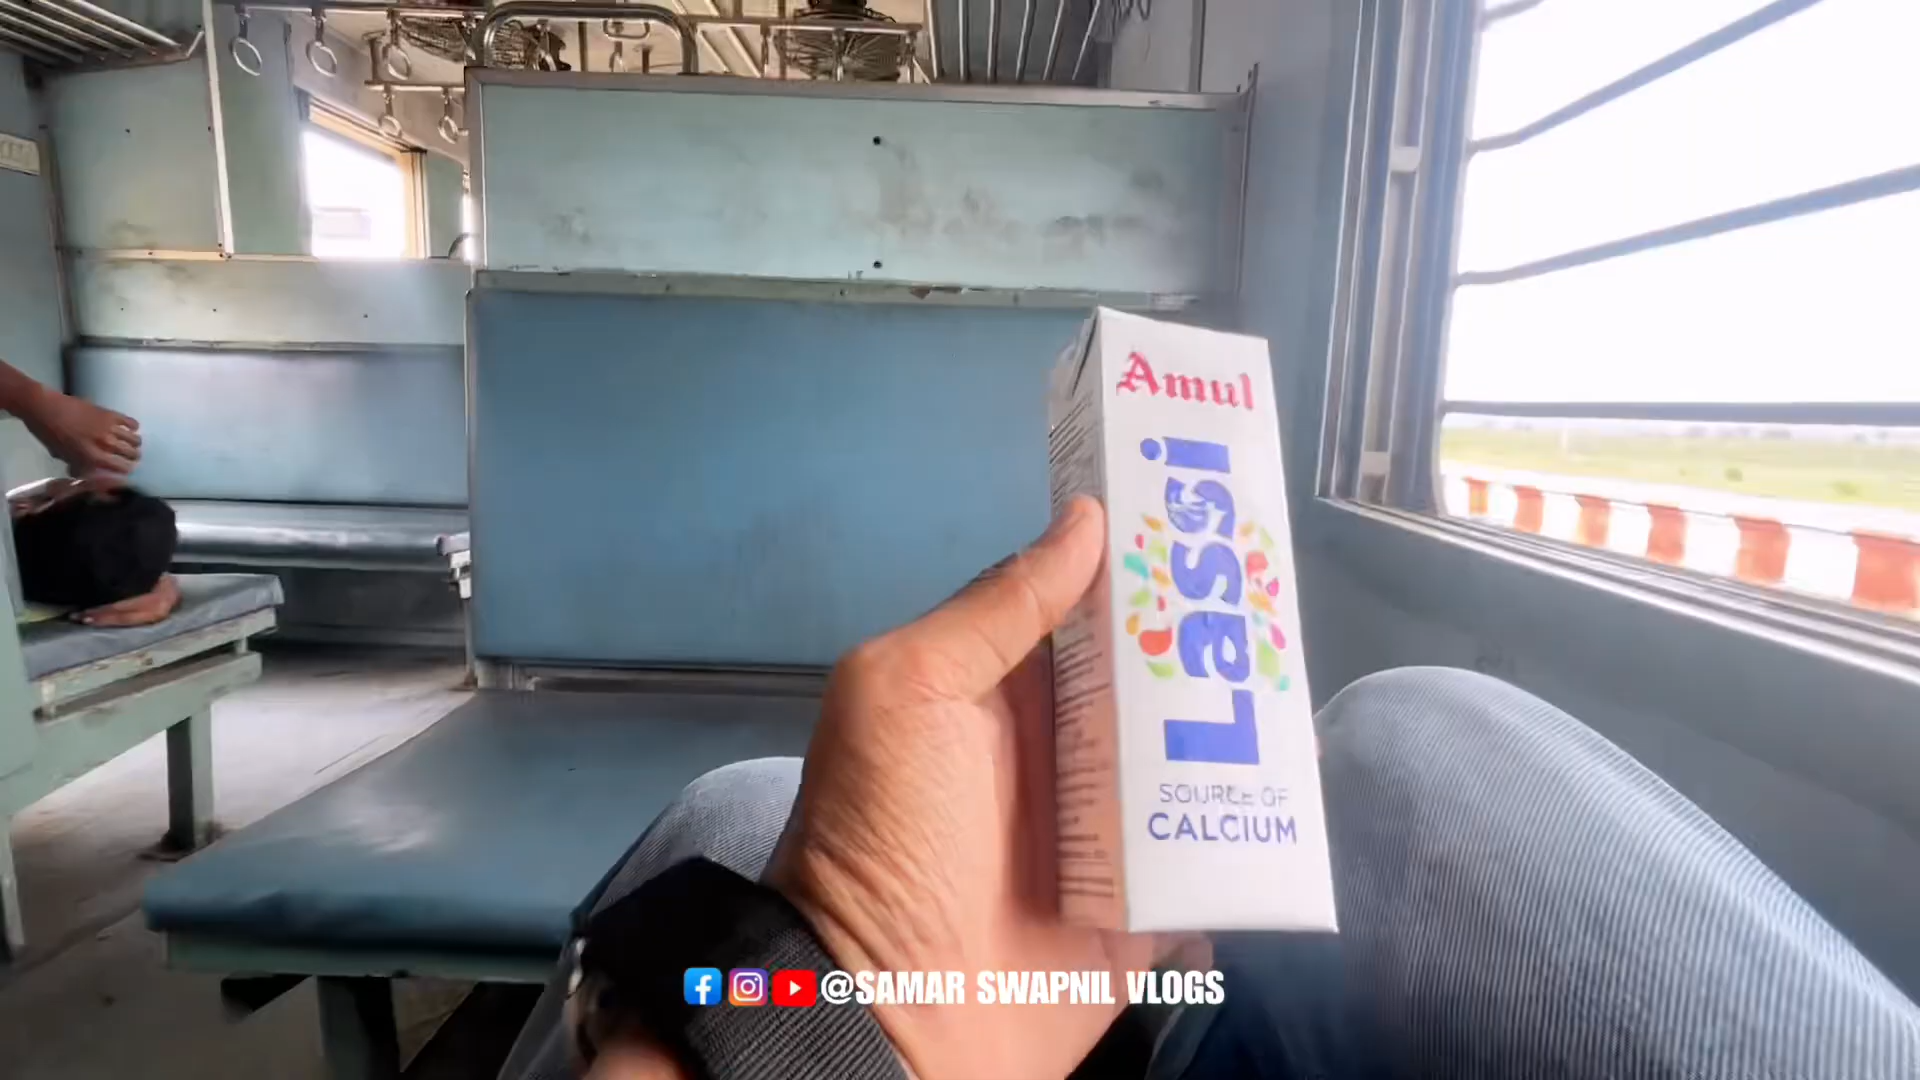 Amul
Lassi
SOURCE OF
CALCIUM
@SAMAR SWAPNIL VLOGS